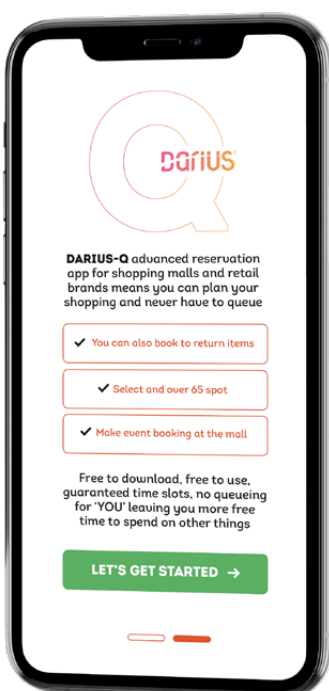 Q
DARIUS
DARIUS-Q advanced reservation
app for shopping malls and retail
brands means you can plan your
shopping and never have to queue
✓ You can also book to return items
✓ Select and over 65 spot
✓ Make event booking at the mall
Free to download, free to use,
guaranteed time slots, no queueing
for 'YOU' leaving you more free
time to spend on other things
LET'S GET STARTED →